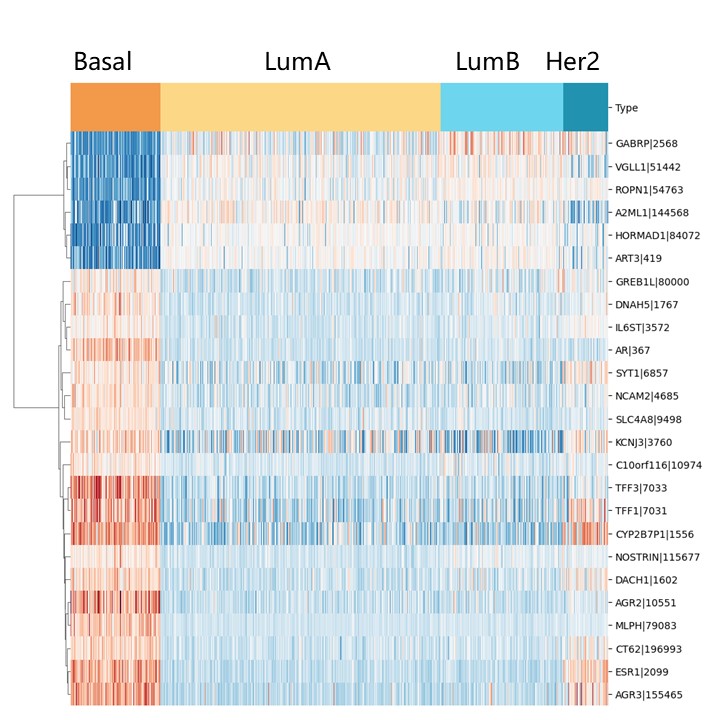 Basal LumA LumB Her2
Type
GABRP|2568
VGLL1|51442
ROPN1|54763
A2ML1|144568
HORMAD1|84072
ART3|419
GREB1L|80000
DNAH5|1767
IL6ST|3572
AR|367
SYT1|6857
NCAM2|4685
SLC4A8|9498
KCNJ3|3760
C10orf116|10974
TFF3|7033
TFF1|7031
CYP2B7P1|1556
NOSTRIN|115677
DACH1|1602
AGR2|10551
MLPH|79083
CT62|196993
ESR1|2099
AGR3|155465